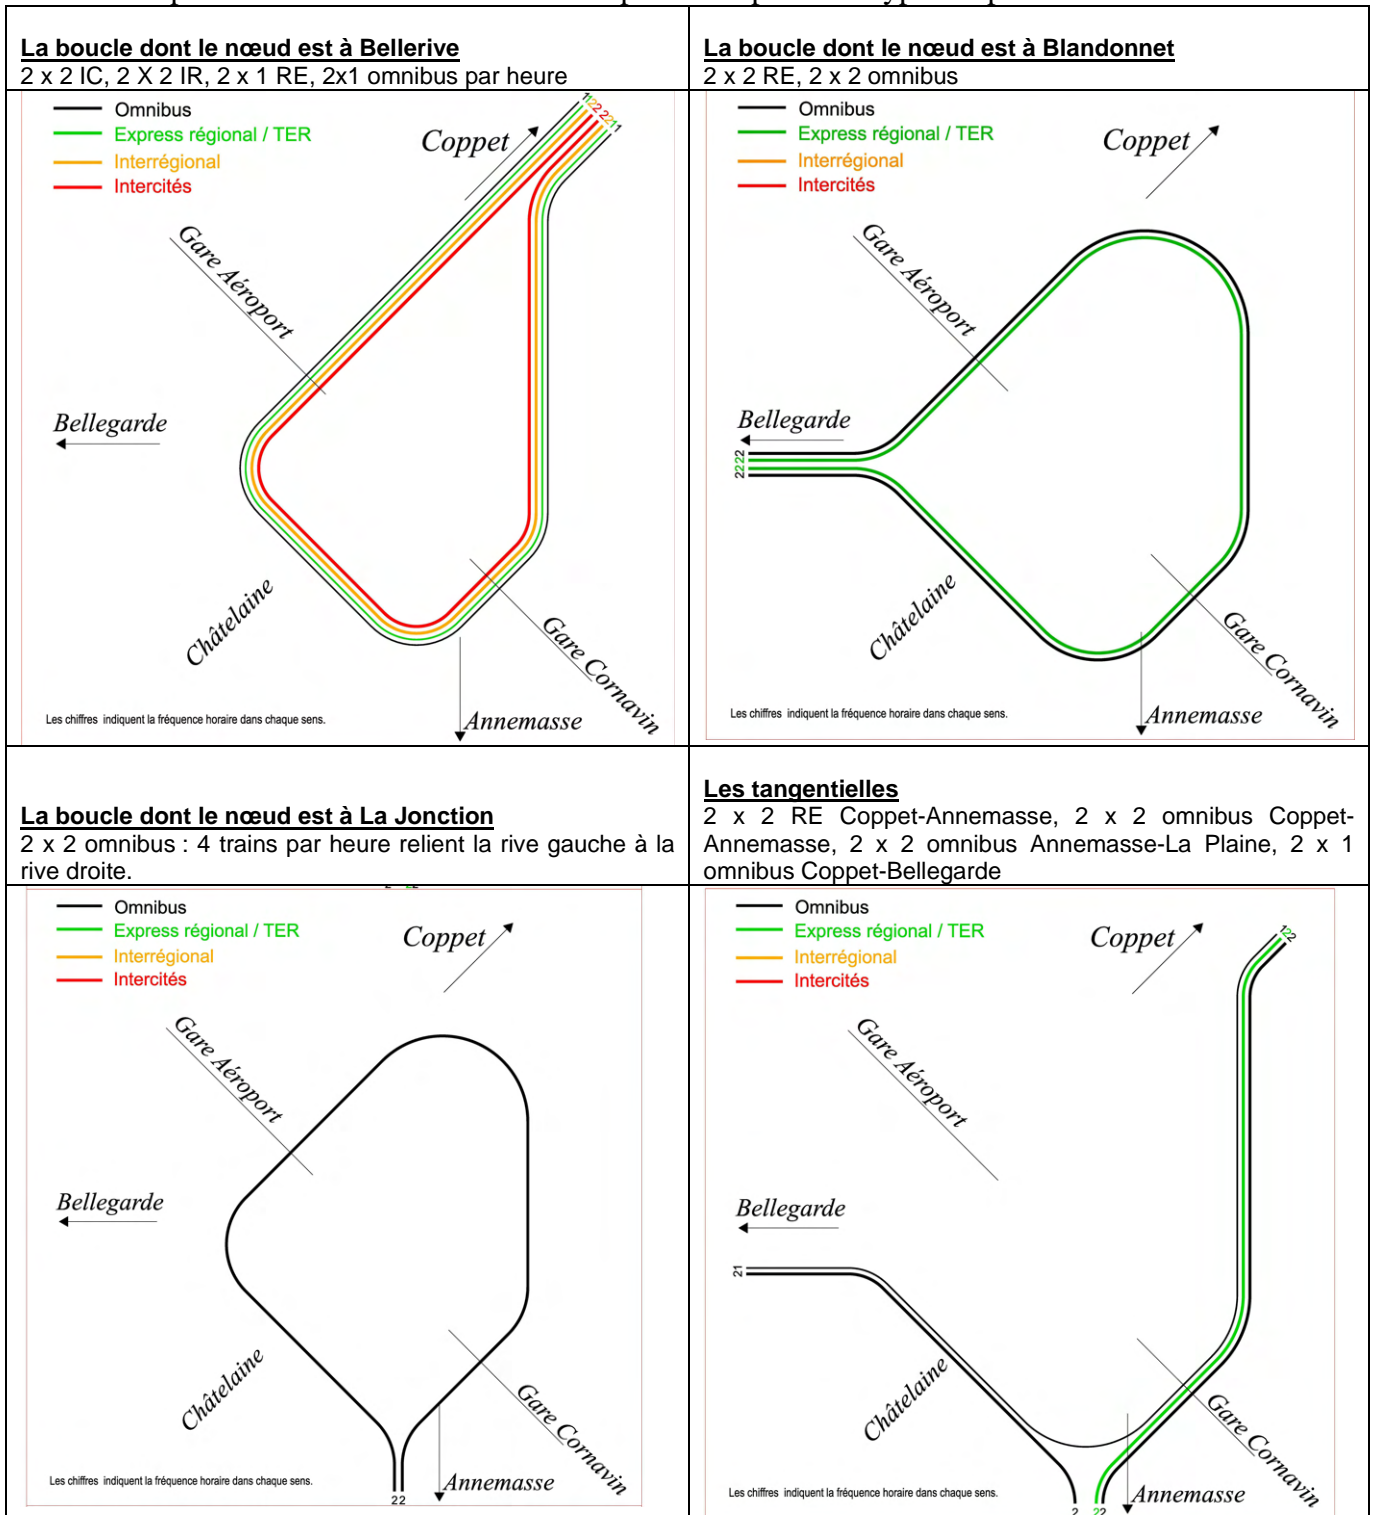 La boucle dont le nœud est à Bellerive
2 x 2 IC, 2 X 2 IR, 2 x 1 RE, 2x1 omnibus par heure
Omnibus
Express régional / TER
Interrégional
Intercités
Coppet
11222211
Gare Aéroport
Bellegarde
Châtelaine
Gare Cornavin
Annemasse
Les chiffres indiquent la fréquence horaire dans chaque sens.
La boucle dont le nœud est à Blandonnet
2 x 2 RE, 2 x 2 omnibus
Omnibus
Express régional / TER
Interrégional
Intercités
Coppet
Gare Aéroport
Bellegarde
2222
Châtelaine
Gare Cornavin
Annemasse
Les chiffres indiquent la fréquence horaire dans chaque sens.
La boucle dont le nœud est à La Jonction
2 x 2 omnibus : 4 trains par heure relient la rive gauche à la
rive droite.
Omnibus
Express régional / TER
Interrégional
Intercités
Coppet
Gare Aéroport
Bellegarde
Châtelaine
Gare Cornavin
Annemasse
Les chiffres indiquent la fréquence horaire dans chaque sens.
22
Les tangentielles
2 x 2 RE Coppet-Annemasse, 2 x 2 omnibus Coppet-
Annemasse, 2 x 2 omnibus Annemasse-La Plaine, 2 x 1
omnibus Coppet-Bellegarde
Omnibus
Express régional / TER
Interrégional
Intercités
Coppet
122
Gare Aéroport
Bellegarde
21
Châtelaine
Gare Cornavin
Annemasse
Les chiffres indiquent la fréquence horaire dans chaque sens.
2 22